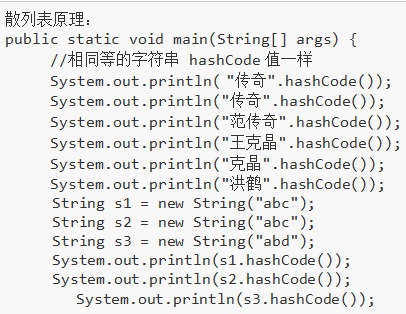 散列表原理：
public static void main(String[] args) {
//相同等的字符串 hashCode 值一样
System.out.println( "传奇".hashCode());
System.out.println("传奇".hashCode());
System.out.println("范传奇".hashCode());
System.out.println("王克晶".hashCode());
System.out.println("克晶".hashCode());
System.out.println("洪鹤".hashCode());
String s1 = new String("abc");
String s2 = new String("abc");
String s3 = new String("abd");
System.out.println(s1.hashCode());
System.out.println(s2.hashCode());
System.out.println(s3.hashCode());